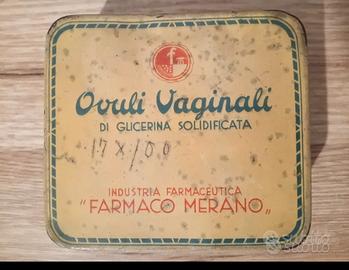 f
Ovuli Vaginali
DI GLICERINA SOLIDIFICATA
17 x 100
INDUSTRIA FARMACEUTICA
"FARMACO MERANO„